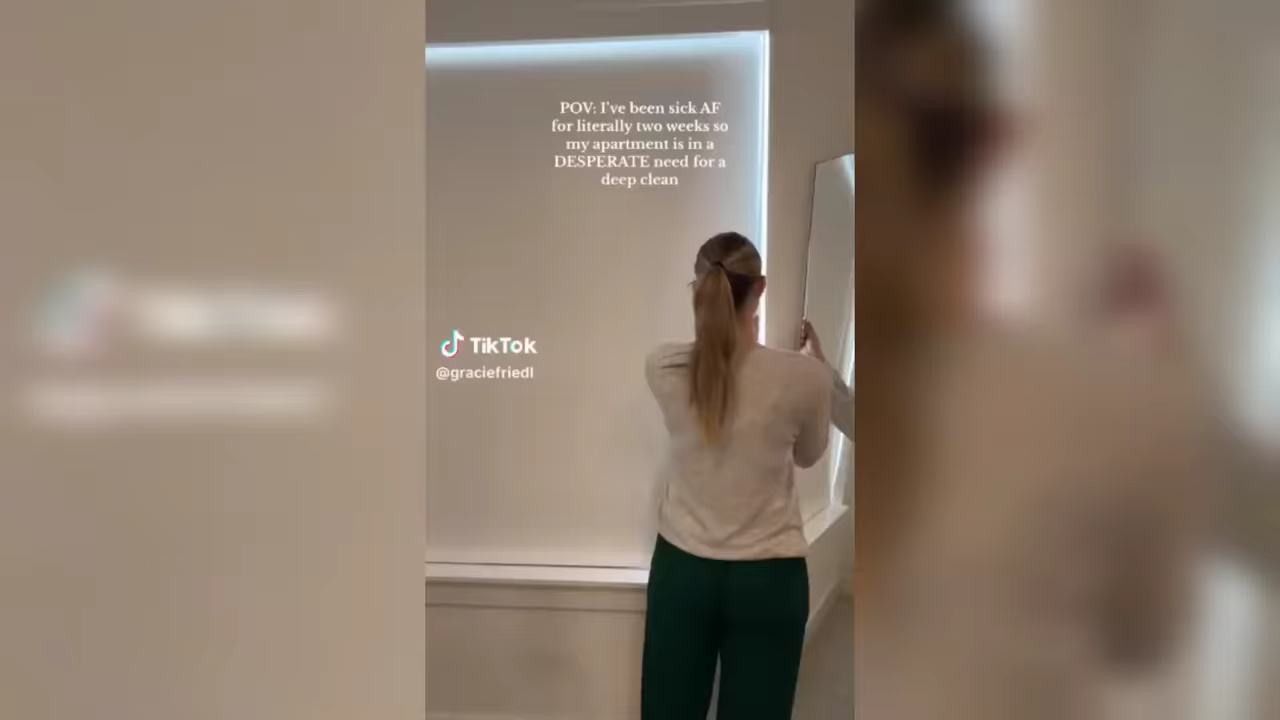 POV: I've been sick AF
for literally two weeks so
my apartment is in a
DESPERATE need for a
deep clean
TikTok
@graciefriedl